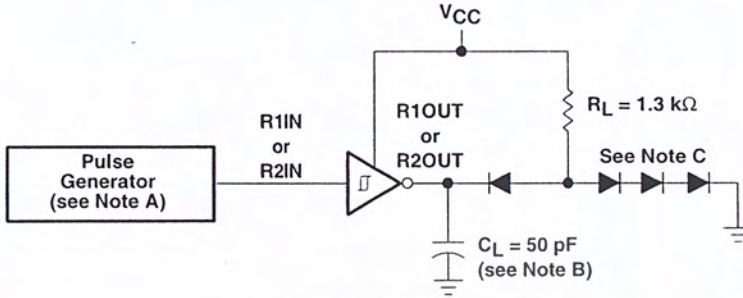 VCC
R1IN
or
R2IN
R1OUT
or
R2OUT
RL = 1.3 kΩ
See Note C
Pulse
Generator
(see Note A)
CL = 50 pF
(see Note B)